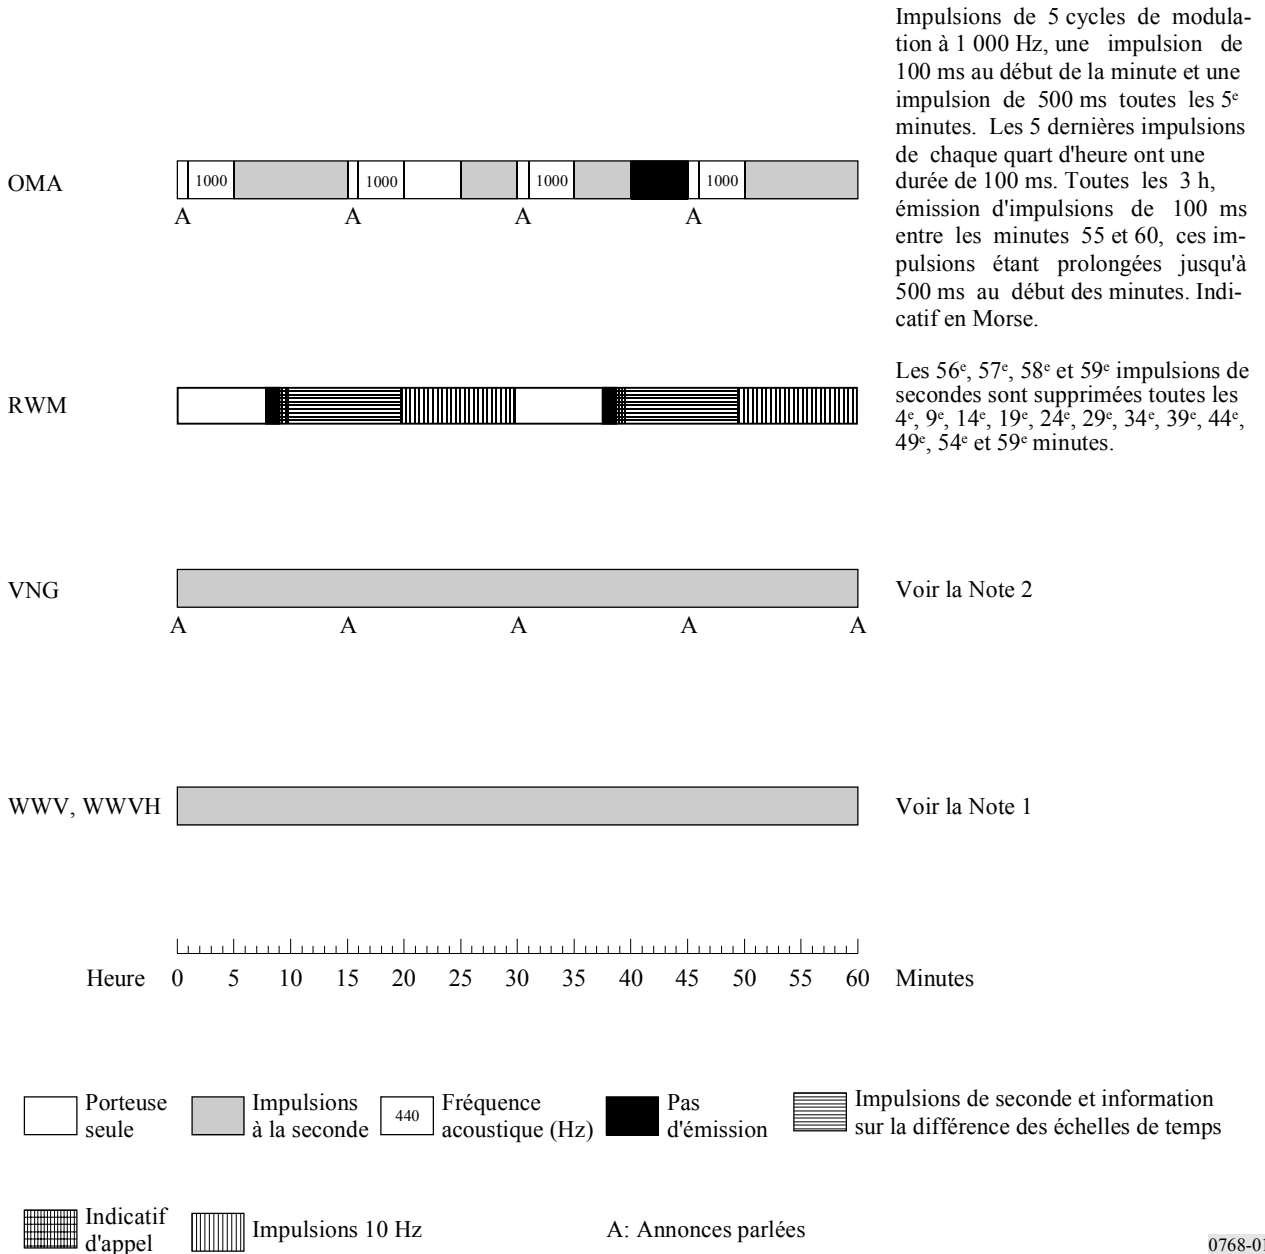 Impulsions de 5 cycles de modula-
tion à 1 000 Hz, une impulsion de
100 ms au début de la minute et une
impulsion de 500 ms toutes les 5e
minutes. Les 5 dernières impulsions
de chaque quart d'heure ont une
durée de 100 ms. Toutes les 3 h,
émission d'impulsions de 100 ms
entre les minutes 55 et 60, ces im-
pulsions étant prolongées jusqu'à
500 ms au début des minutes. Indi-
catif en Morse.
OMA
1000 1000 1000 1000
A A A A
RWM
Les 56e, 57e, 58e et 59e impulsions de
secondes sont supprimées toutes les
4e, 9e, 14e, 19e, 24e, 29e, 34e, 39e, 44e,
49e, 54e et 59e minutes.
VNG
Voir la Note 2
A A A A A
WWV, WWVH
Voir la Note 1
Heure 0 5 10 15 20 25 30 35 40 45 50 55 60 Minutes
Porteuse
seule
Impulsions
à la seconde
440
Fréquence
acoustique (Hz)
Pas
d'émission
Impulsions de seconde et information
sur la différence des échelles de temps
Indicatif
d'appel
Impulsions 10 Hz
A: Annonces parlées